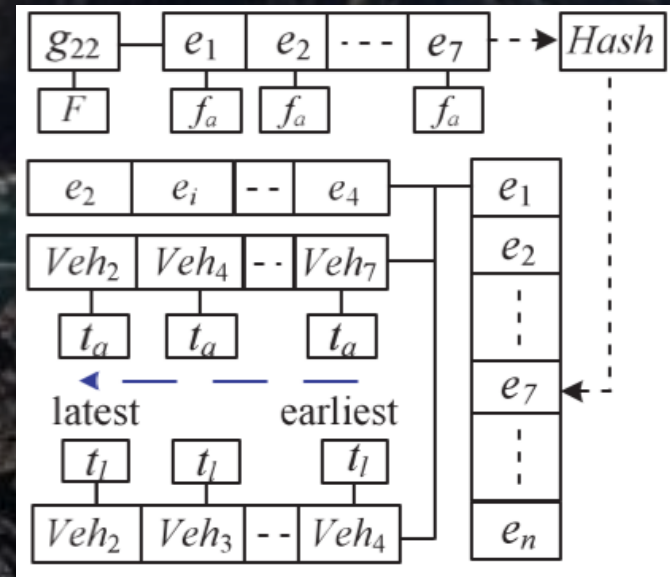 g22 e1 e2 --- e7 Hash
F fa fa fa
e2 ei -- e4 e1
e2
Veh2 Veh4 -- Veh7
ta ta ta
e7
latest earliest
tl tl tl
Veh2 Veh3 -- Veh4 en